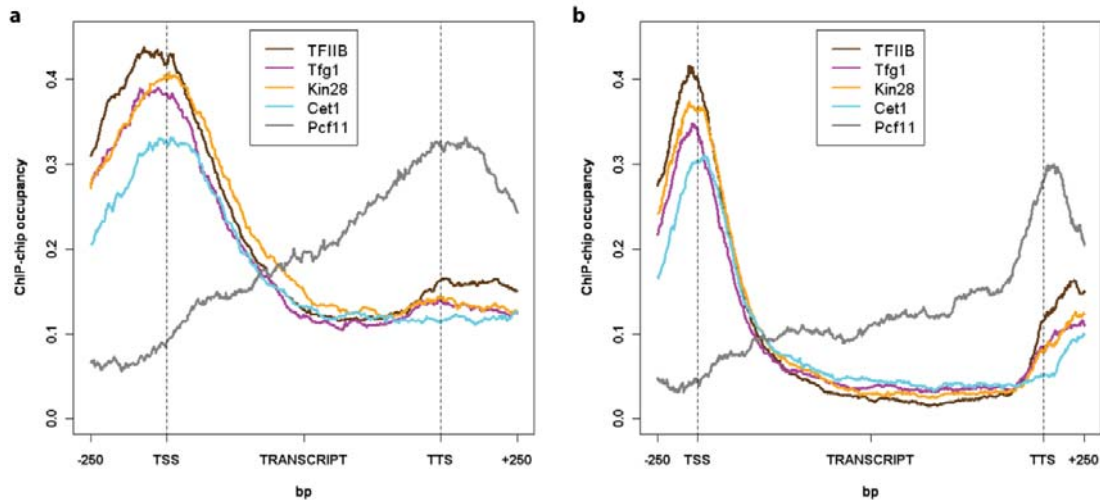 a
ChIP-chip occupancy
0.4
0.3
0.2
0.1
0.0
TFIIB
Tfg1
Kin28
Cet1
Pcf11
-250
TSS
TRANSCRIPT
TTS
+250
bp
b
ChIP-chip occupancy
0.4
0.3
0.2
0.1
0.0
TFIIB
Tfg1
Kin28
Cet1
Pcf11
-250
TSS
TRANSCRIPT
TTS
+250
bp